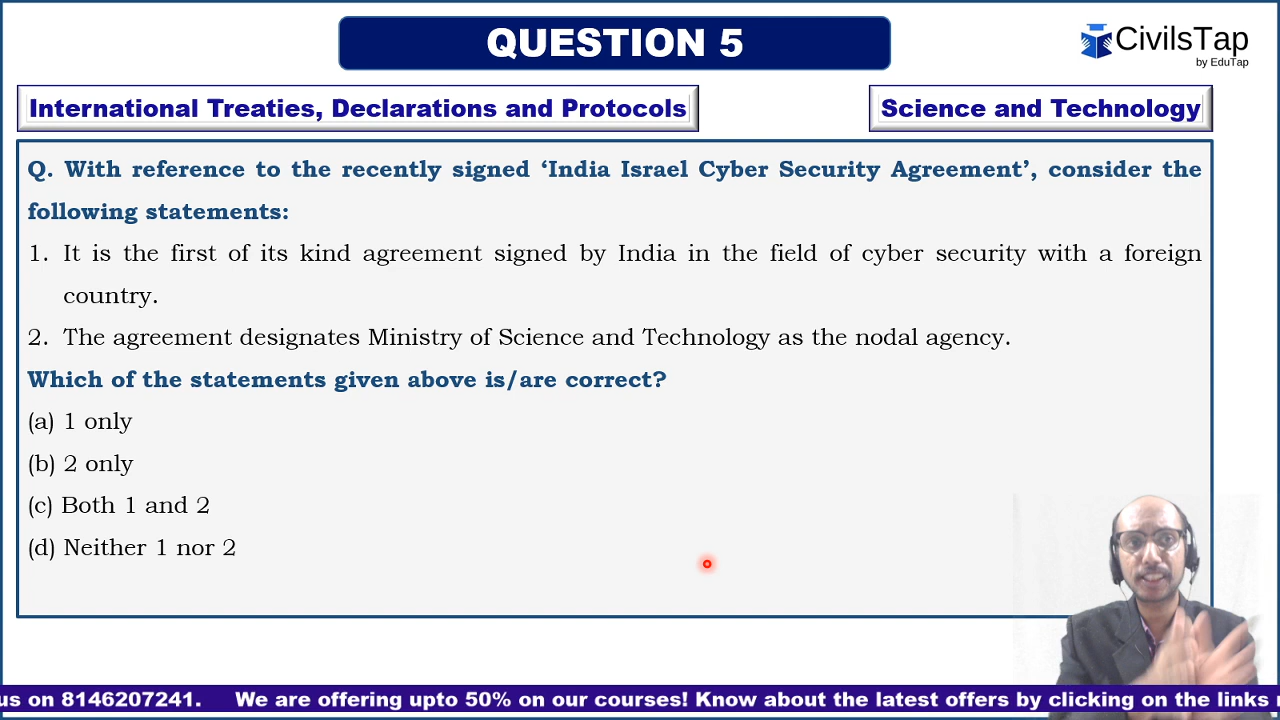 QUESTION 5
CivilsTap
by EduTap
International Treaties, Declarations and Protocols
Science and Technology
Q. With reference to the recently signed ‘India Israel Cyber Security Agreement’, consider the
following statements:
1. It is the first of its kind agreement signed by India in the field of cyber security with a foreign
country.
2. The agreement designates Ministry of Science and Technology as the nodal agency.
Which of the statements given above is/are correct?
(a) 1 only
(b) 2 only
(c) Both 1 and 2
(d) Neither 1 nor 2
us on 8146207241. We are offering upto 50% on our courses! Know about the latest offers by clicking on the links